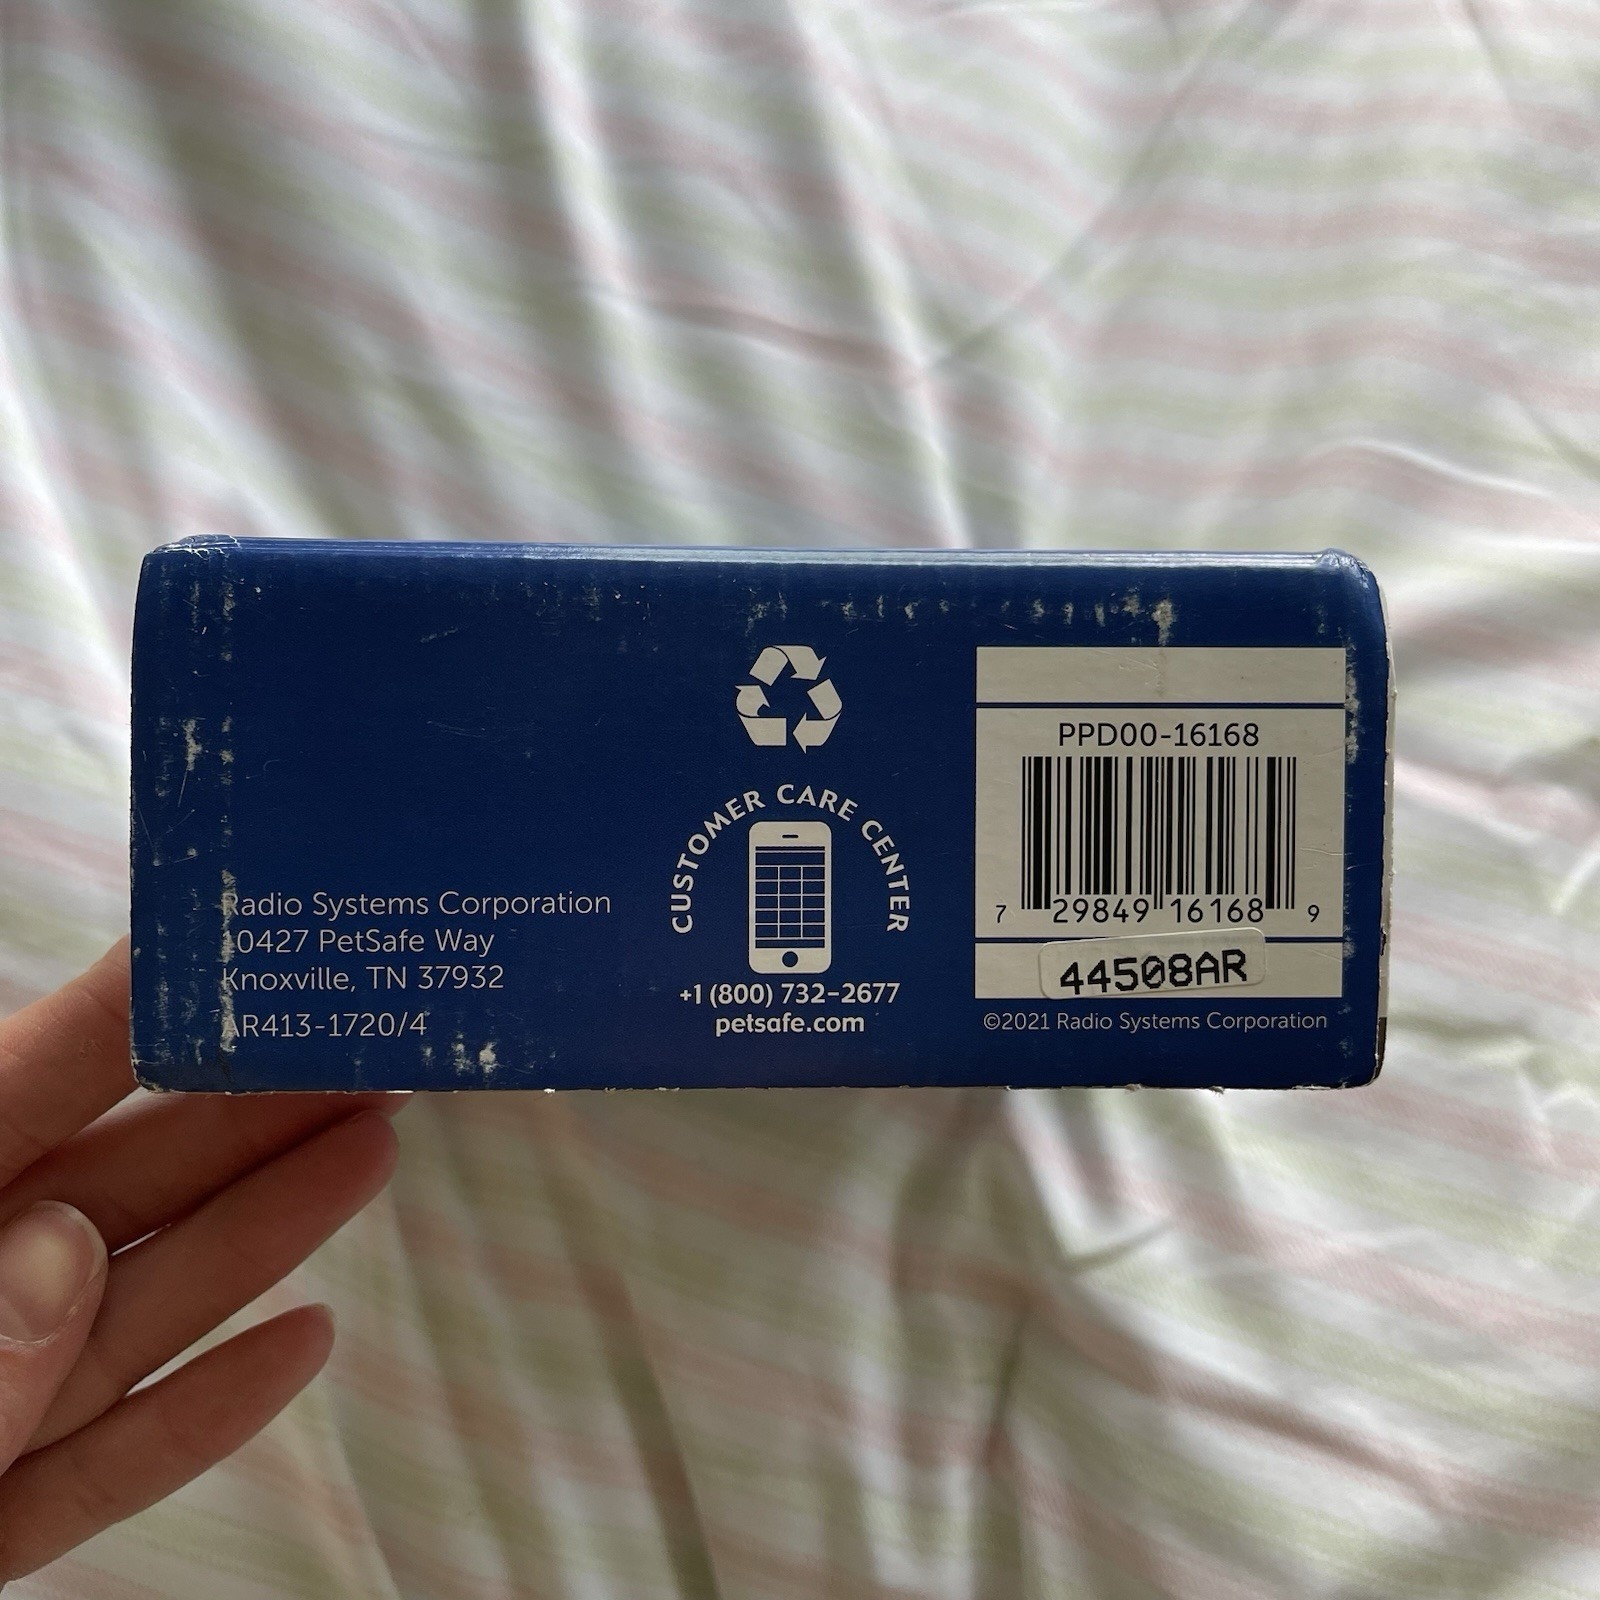 Radio Systems Corporation
10427 PetSafe Way
Knoxville, TN 37932
AR413-1720/4
CUSTOMER CARE CENTER
+1 (800) 732-2677
petsafe.com
PPD00-16168
7 29849 16168 9
44508AR
©2021 Radio Systems Corporation